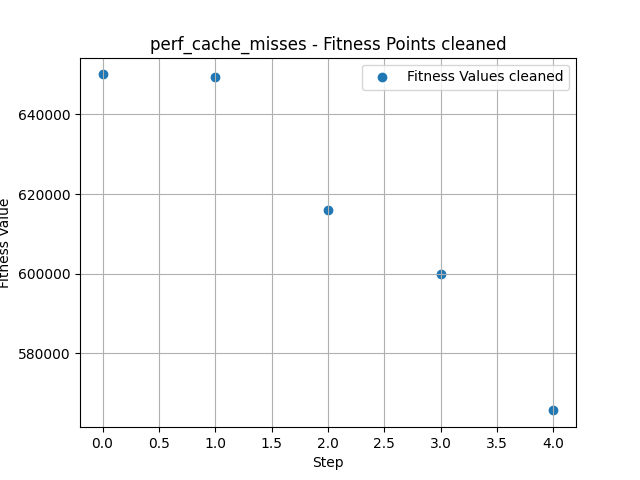 perf_cache_misses - Fitness Points cleaned
Fitness Values cleaned
Fitness Value
640000
620000
600000
580000
0.0 0.5 1.0 1.5 2.0 2.5 3.0 3.5 4.0
Step